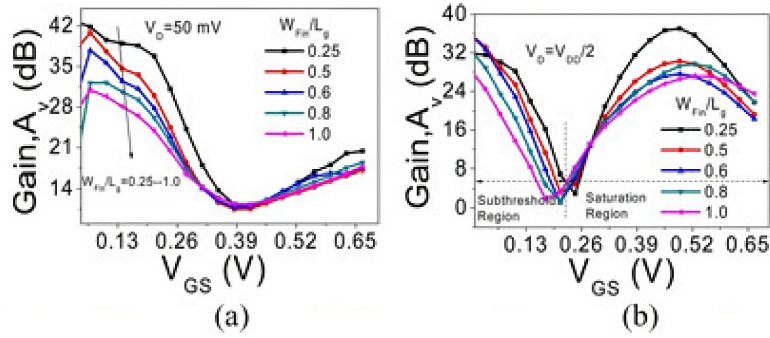 Gain, Aᵥ (dB)
42
35
28
21
14
V_D=50 mV
W_Fin/L_g
0.25
0.5
0.6
0.8
1.0
W_Fin/L_g=0.25--1.0
0.13 0.26 0.39 0.52 0.65
V_GS (V)
(a)
Gain, Aᵥ (dB)
40
32
24
16
8
0
V_D=V_DD/2
W_Fin/L_g
0.25
0.5
0.6
0.8
1.0
Subthreshold Saturation
Region Region
0.13 0.26 0.39 0.52 0.65
V_GS (V)
(b)